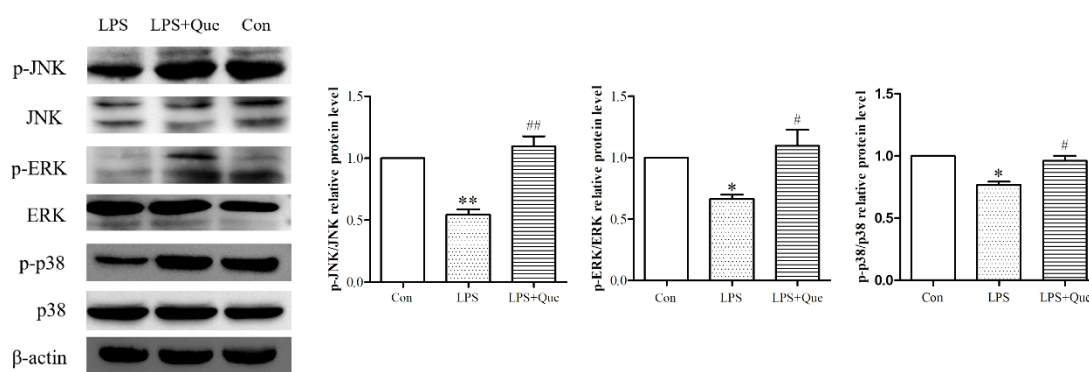 LPS LPS+Que Con
p-JNK
JNK
p-ERK
ERK
p-p38
p38
β-actin
p-JNK/JNK relative protein level
1.5
1.0
0.5
0.0
**
##
Con LPS LPS+Que
p-ERK/ERK relative protein level
1.5
1.0
0.5
0.0
*
#
Con LPS LPS+Que
p-p38/p38 relative protein level
1.5
1.0
0.5
0.0
*
#
Con LPS LPS+Que